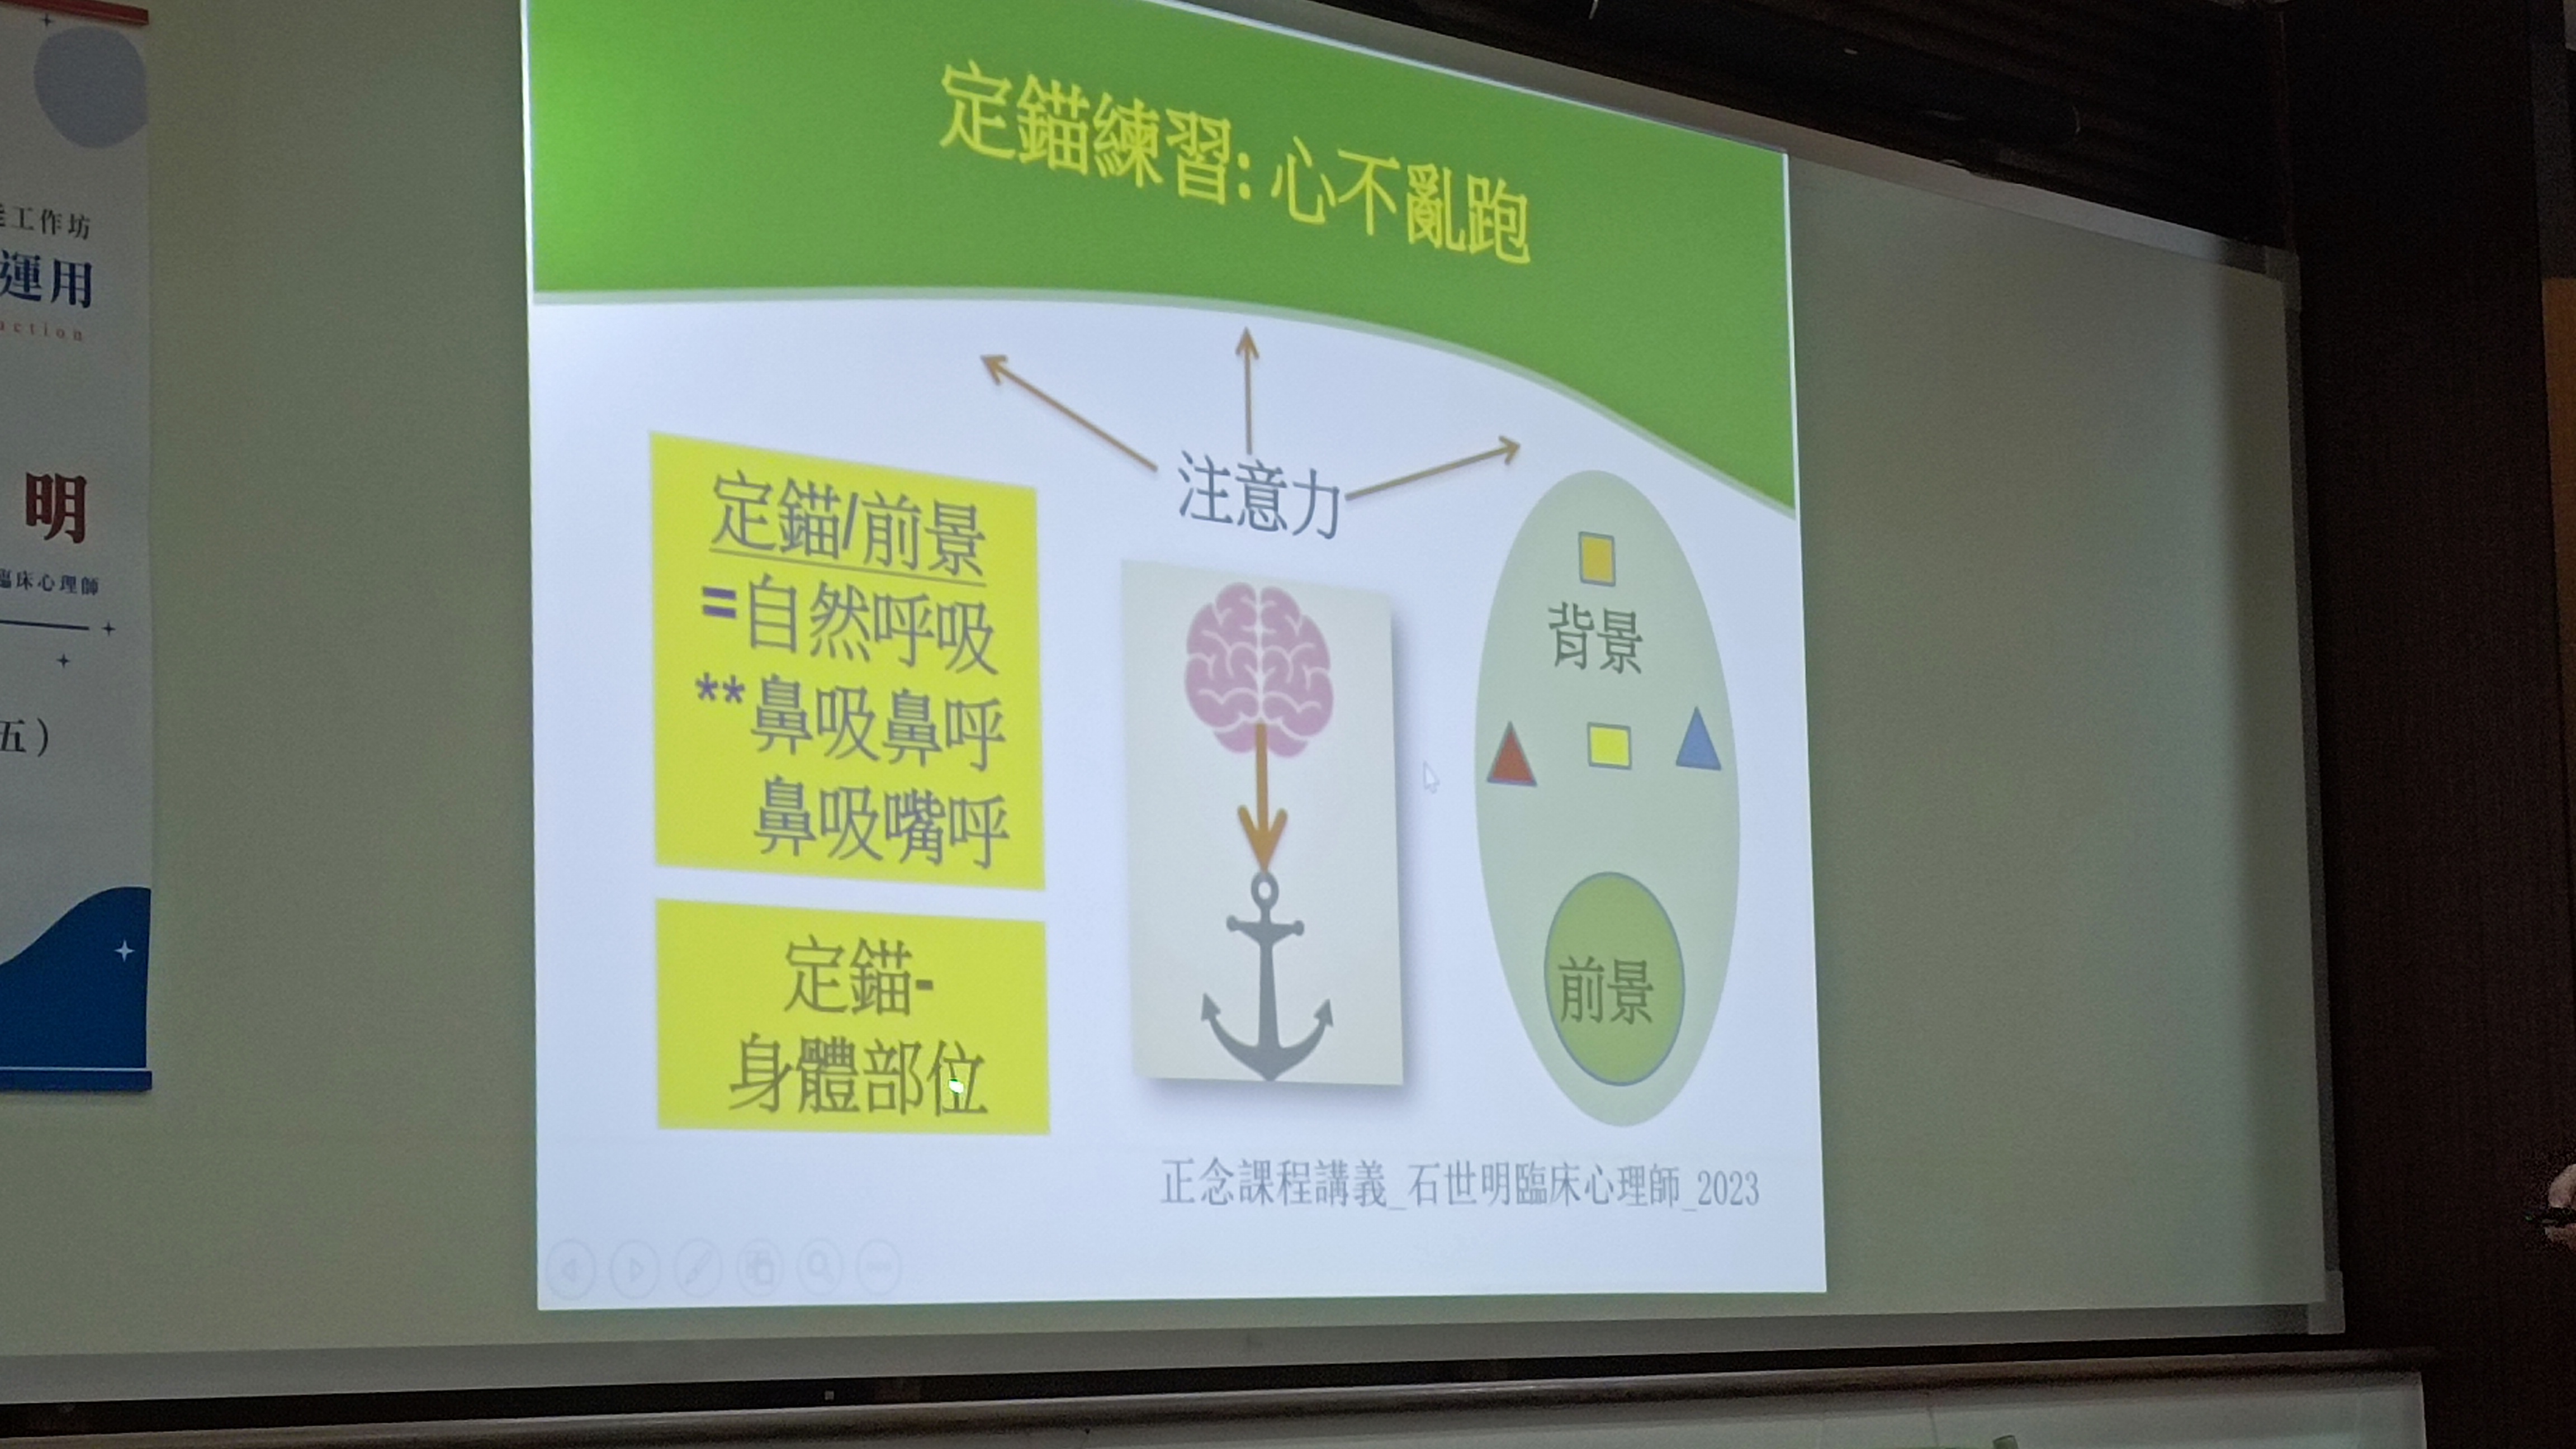 工作坊
運用
action
明
臨床心理師
五）
定錨練習: 心不亂跑
注意力
定錨/前景
=自然呼吸
**鼻吸鼻呼
鼻吸嘴呼
定錨-
身體部位
背景
前景
正念課程講義_石世明臨床心理師_2023